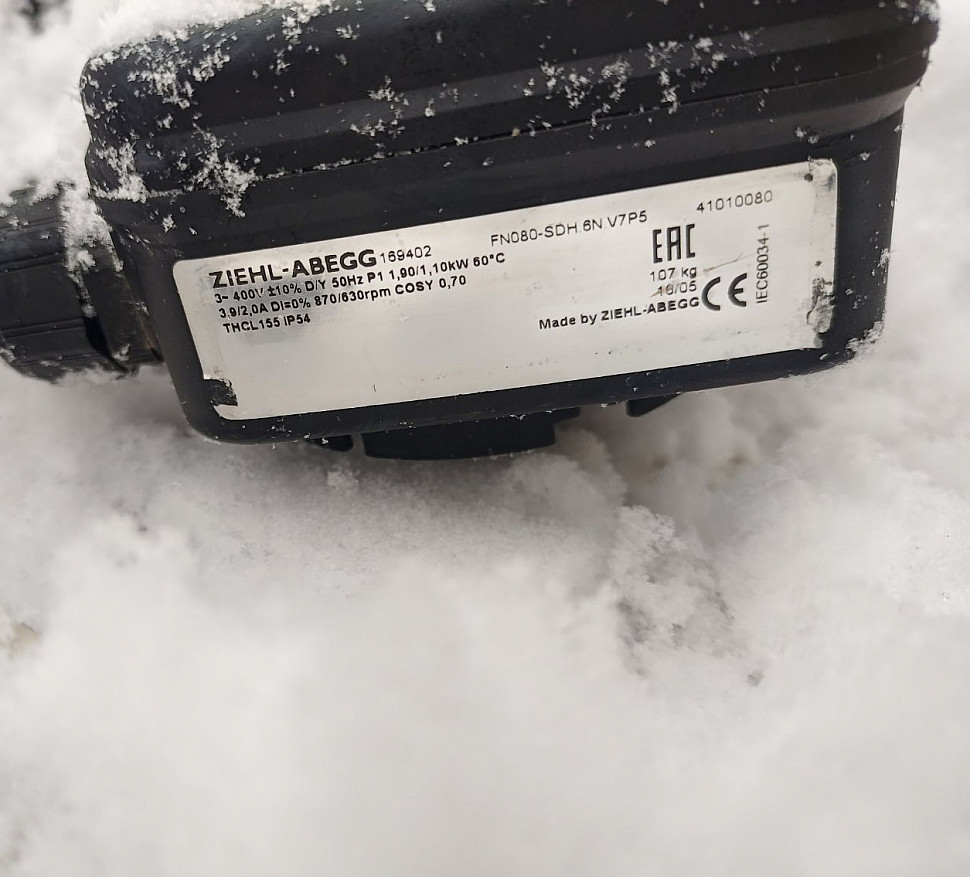 ZIEHL-ABEGG 169402 FN080-SDH.6N.V7P5 41010080
3~ 400V ±10% D/Y 50Hz P1 1,90/1,10kW 60°C
3,9/2,0A DI=0% 870/630rpm COSY 0,70
THCL155 IP54
EAC
107 kg
18/05
Made by ZIEHL-ABEGG CE
IEC60034-1